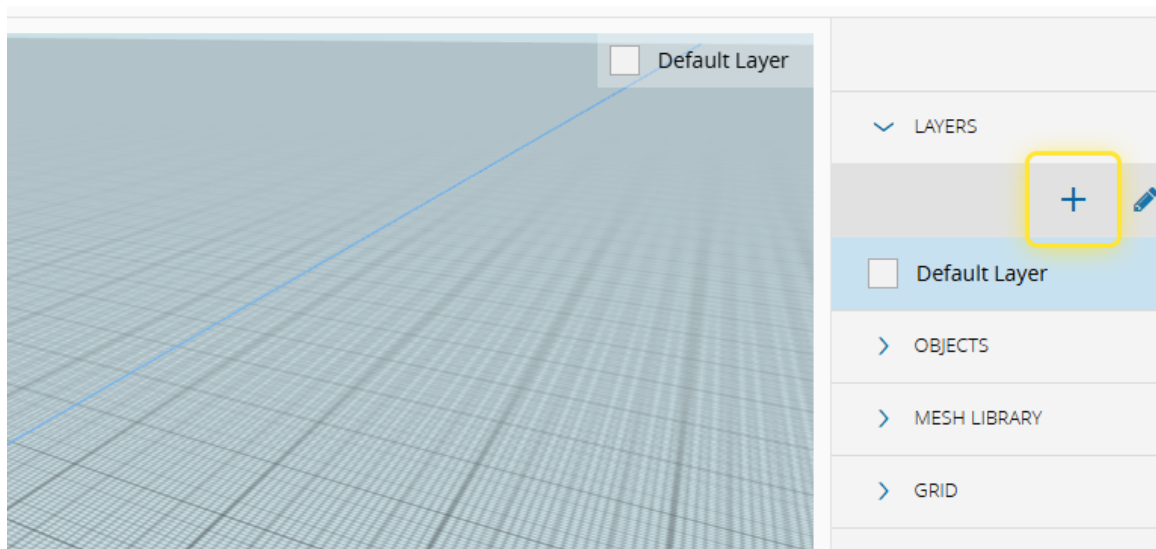 Default Layer
LAYERS
Default Layer
OBJECTS
MESH LIBRARY
GRID